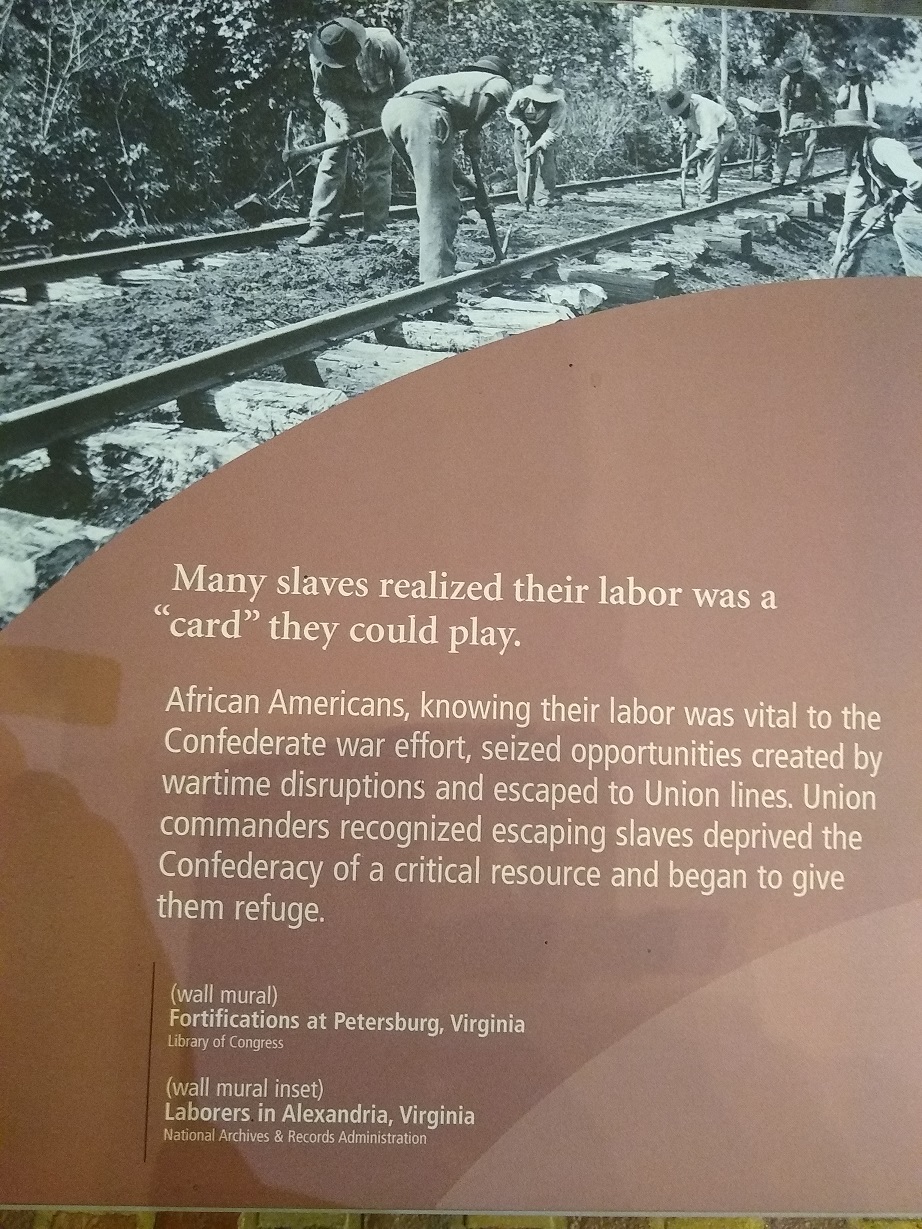 Many slaves realized their labor was a
“card” they could play.
African Americans, knowing their labor was vital to the
Confederate war effort, seized opportunities created by
wartime disruptions and escaped to Union lines. Union
commanders recognized escaping slaves deprived the
Confederacy of a critical resource and began to give
them refuge.
(wall mural)
Fortifications at Petersburg, Virginia
Library of Congress
(wall mural inset)
Laborers in Alexandria, Virginia
National Archives & Records Administration